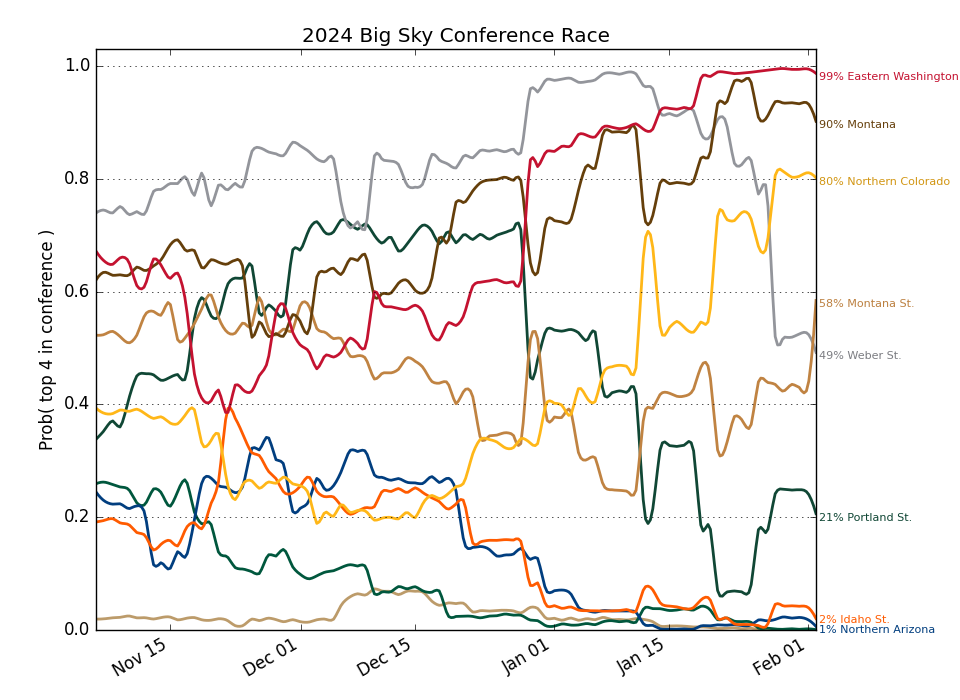 2024 Big Sky Conference Race
Prob( top 4 in conference )
1.0
0.8
0.6
0.4
0.2
0.0
Nov 15
Dec 01
Dec 15
Jan 01
Jan 15
Feb 01
99% Eastern Washington
90% Montana
80% Northern Colorado
58% Montana St.
49% Weber St.
21% Portland St.
2% Idaho St.
1% Northern Arizona